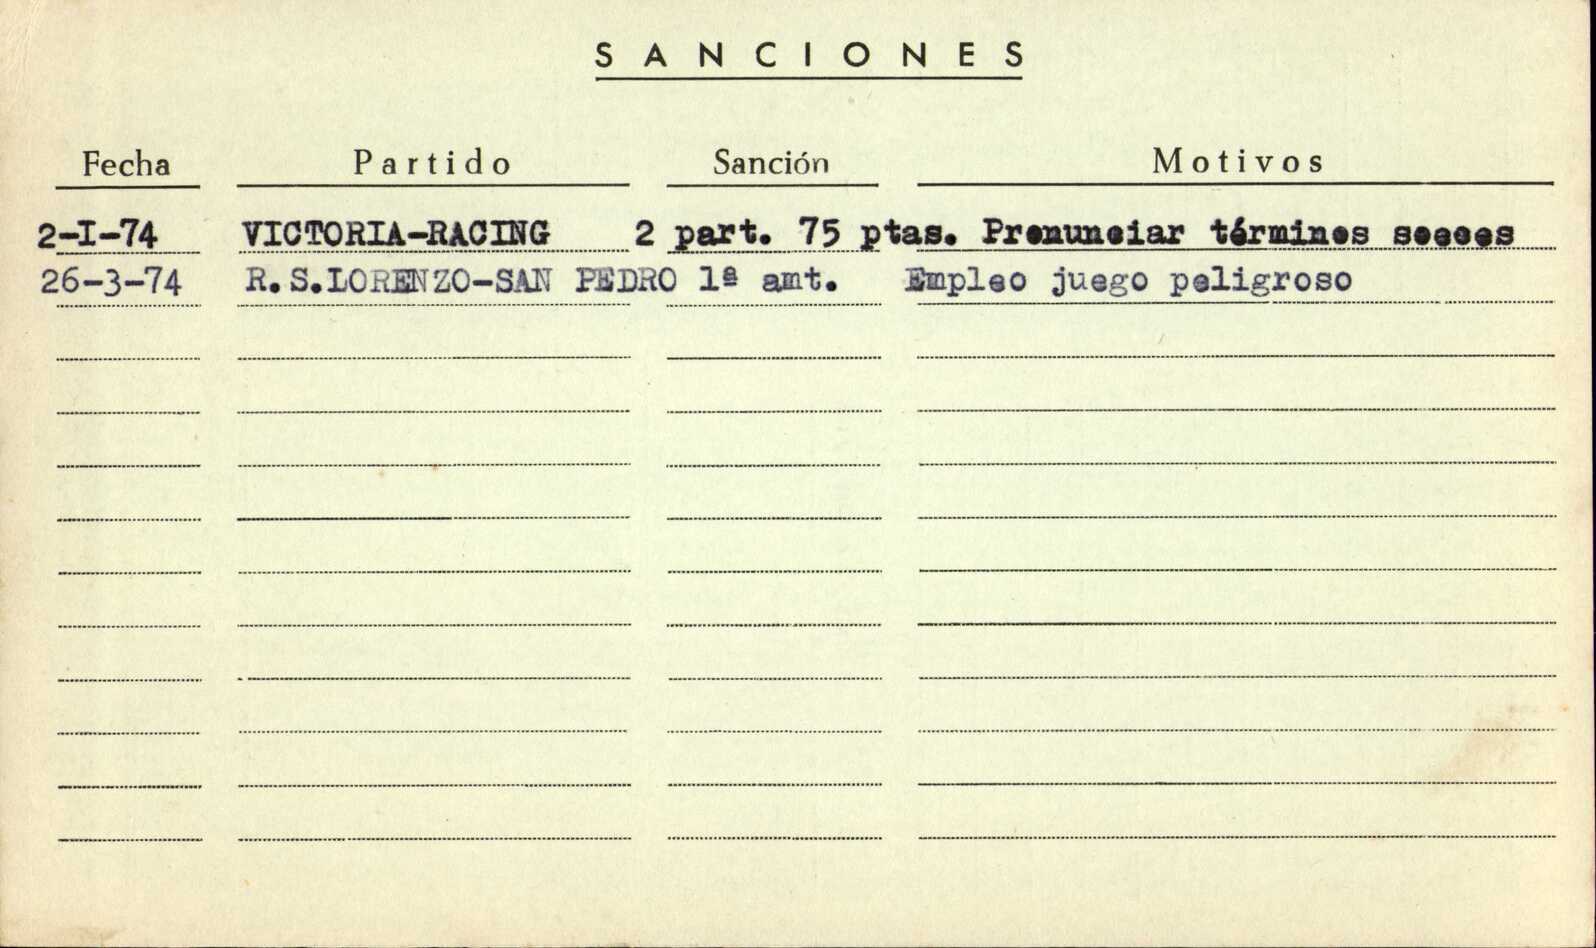 SANCIONES
Fecha Partido Sanción Motivos
2-I-74 VICTORIA-RACING 2 part. 75 ptas. Pronunciar términos soeces
26-3-74 R.S.LORENZO-SAN PEDRO 1ª amt. Empleo juego peligroso